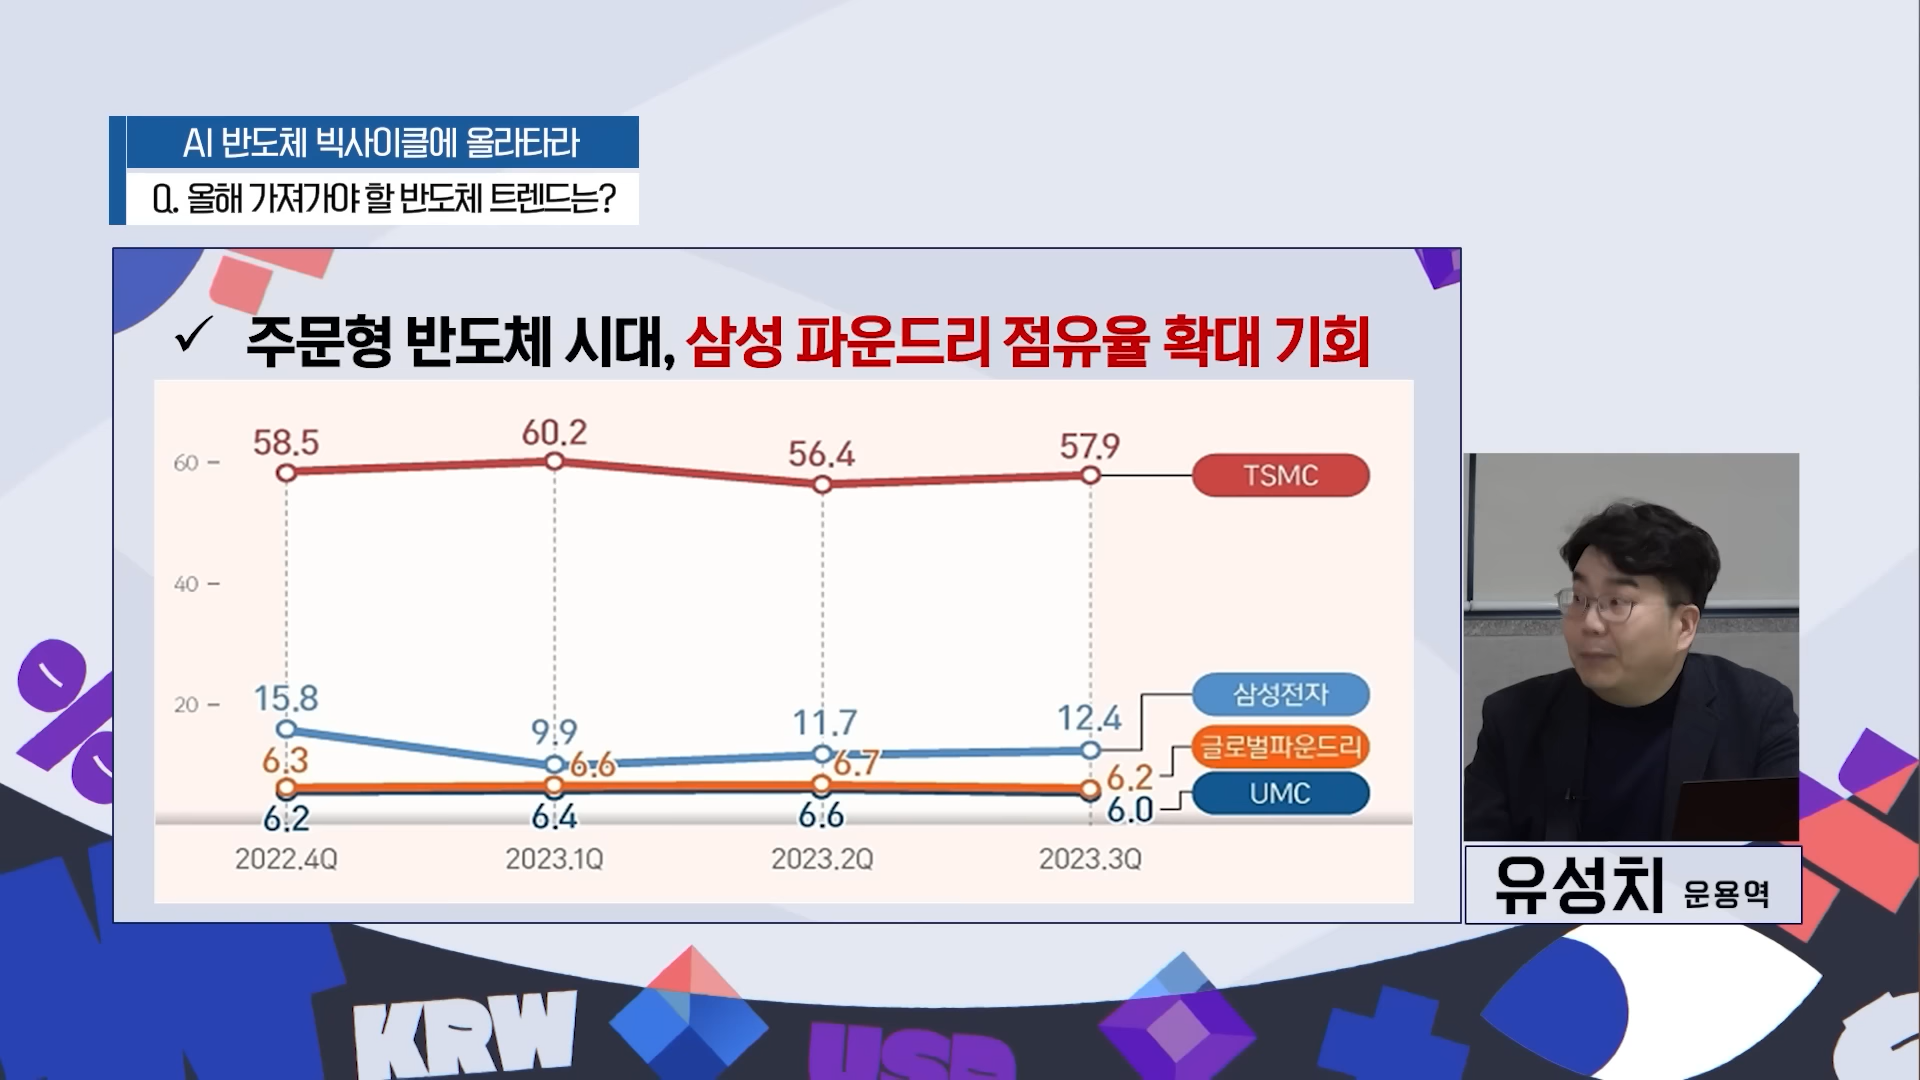 AI 반도체 빅사이클에 올라타라
Q. 올해 가져가야 할 반도체 트렌드는?
✓ 주문형 반도체 시대, 삼성 파운드리 점유율 확대 기회
58.5 60.2 56.4 57.9
60
TSMC
40
20
15.8 9.9 11.7 12.4
삼성전자
6.3 6.6 6.7 6.2
글로벌파운드리
6.2 6.4 6.6 6.0
UMC
2022.4Q 2023.1Q 2023.2Q 2023.3Q
유성치 운용역
%
KRW
USD